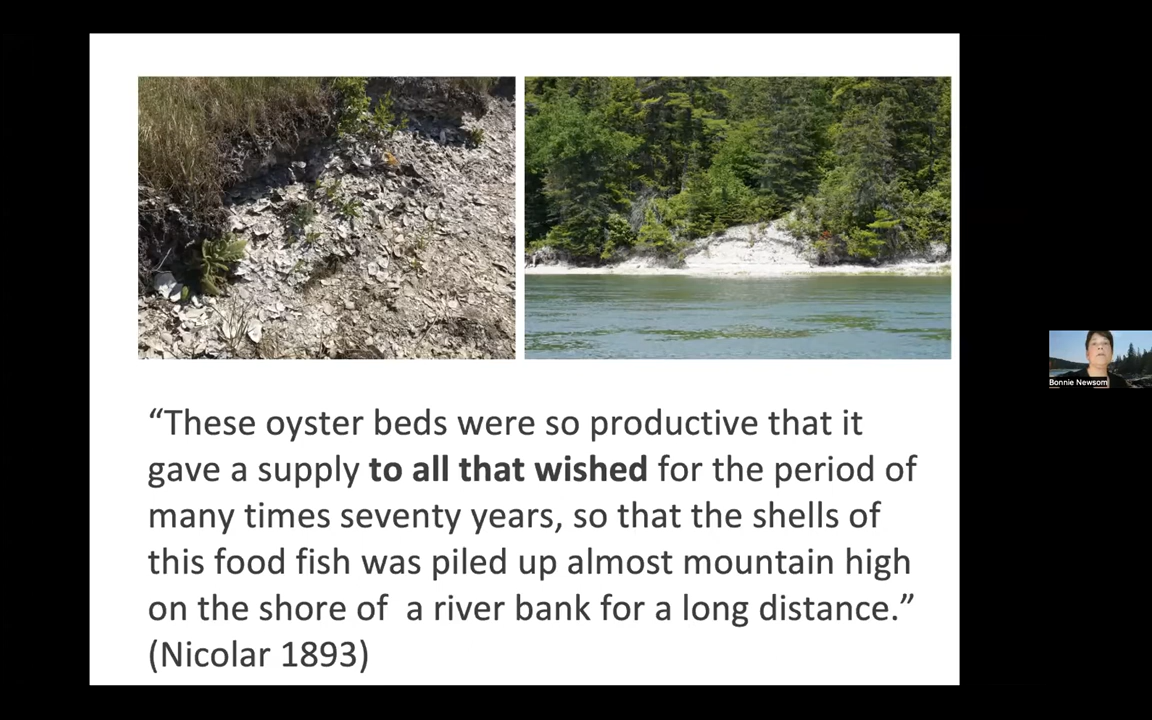 “These oyster beds were so productive that it
gave a supply to all that wished for the period of
many times seventy years, so that the shells of
this food fish was piled up almost mountain high
on the shore of  a river bank for a long distance.”
(Nicolar 1893)
Bonnie Newsom